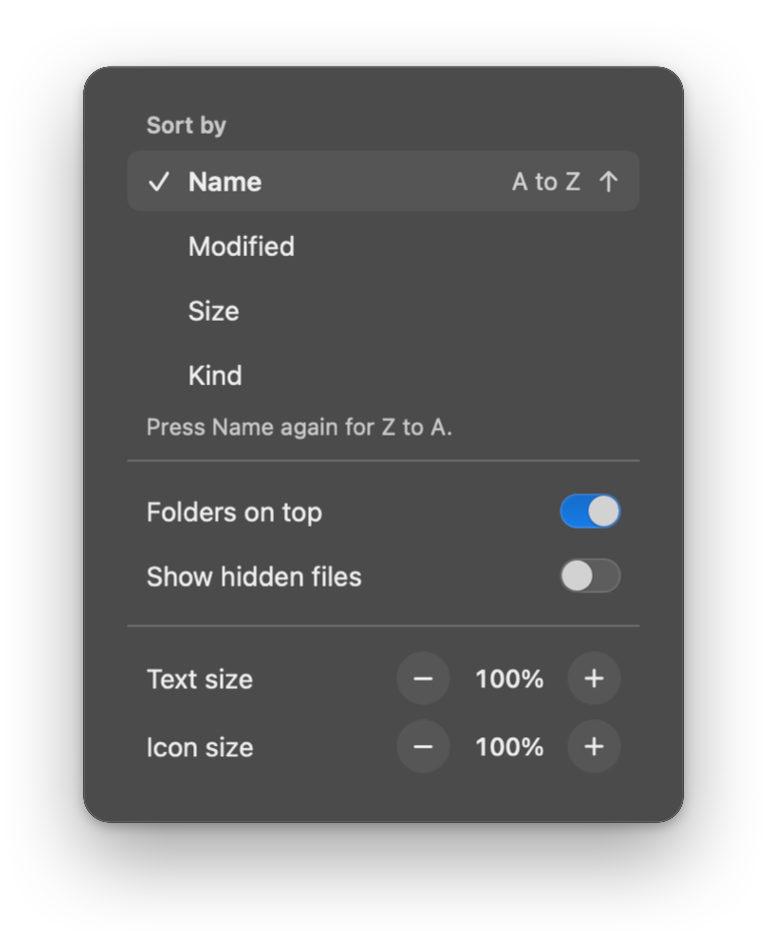 Sort by
✓ Name A to Z ↑
Modified
Size
Kind
Press Name again for Z to A.
Folders on top
Show hidden files
Text size − 100% +
Icon size − 100% +